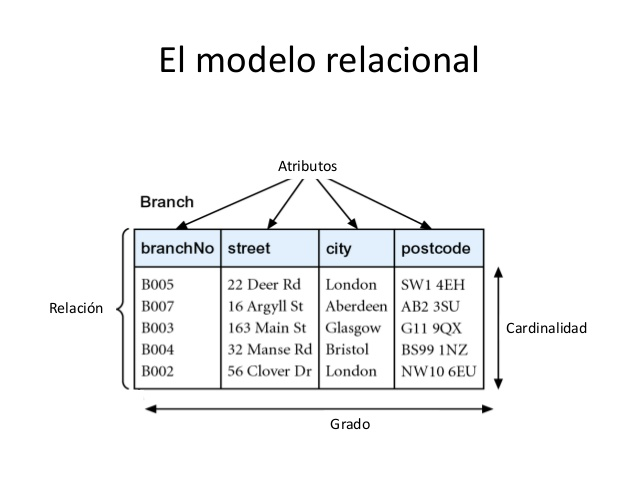 El modelo relacional
Atributos
Branch
branchNo street city postcode
B005 22 Deer Rd London SW1 4EH
B007 16 Argyll St Aberdeen AB2 3SU
B003 163 Main St Glasgow G11 9QX
B004 32 Manse Rd Bristol BS99 1NZ
B002 56 Clover Dr London NW10 6EU
Relación
Cardinalidad
Grado